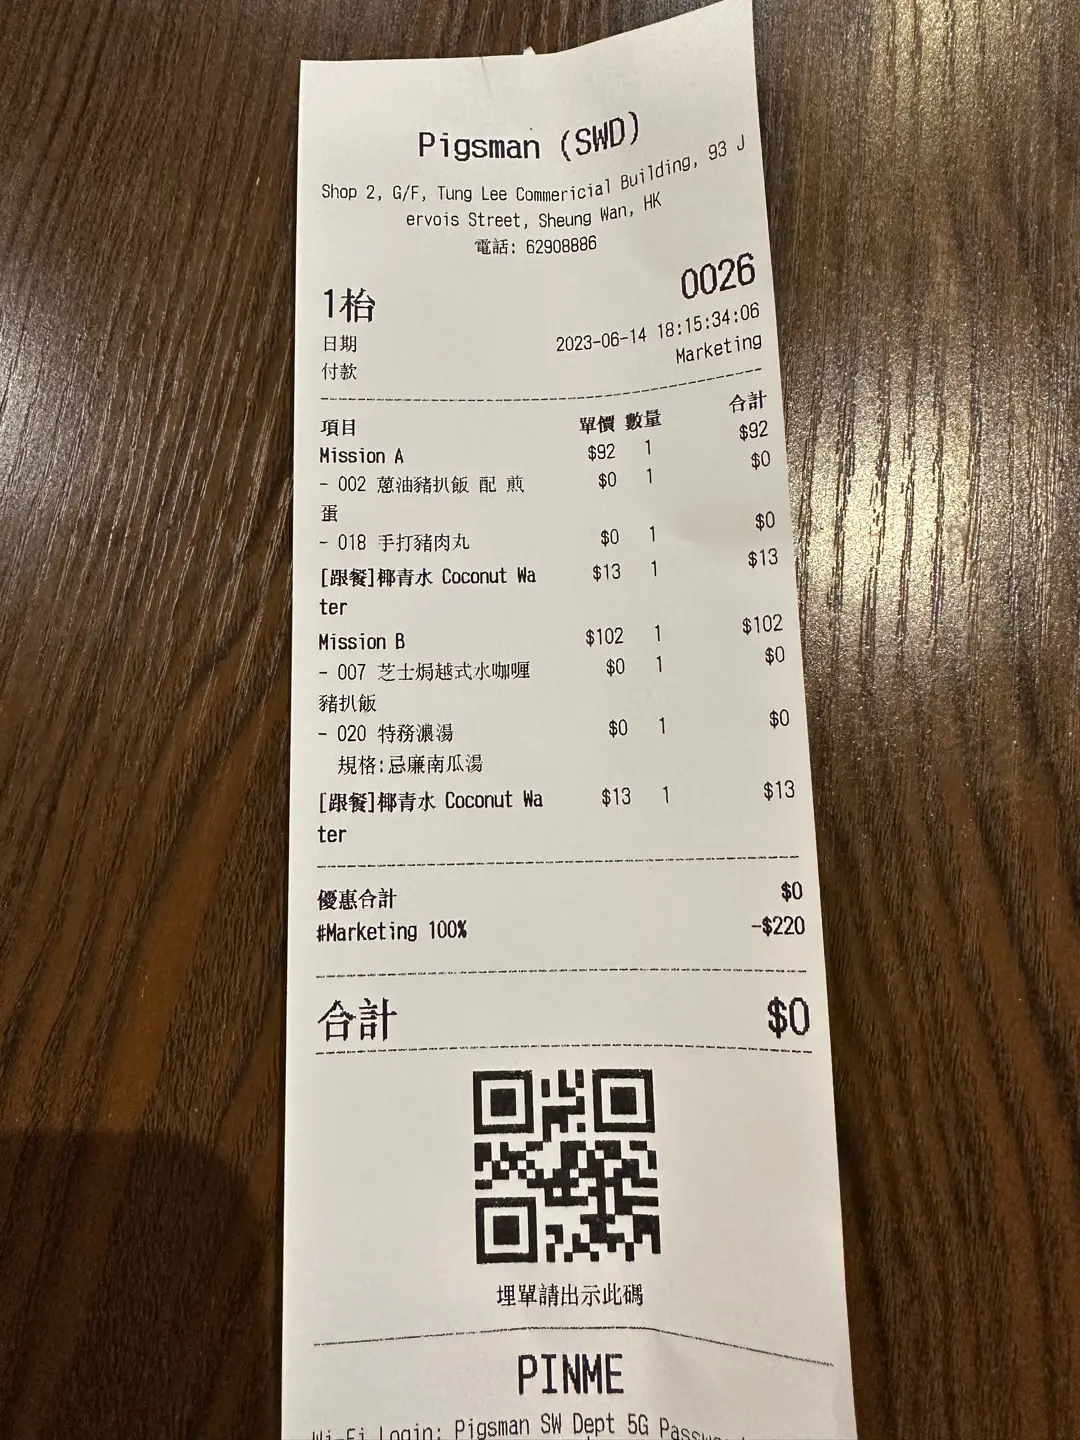 Pigsman (SWD)
Shop 2, G/F, Tung Lee Commericial Building, 93 J
ervois Street, Sheung Wan, HK
電話: 62908886
1枱 0026
日期 2023-06-14 18:15:34:06
付款 Marketing
項目 單價 數量 合計
Mission A $92 1 $92
- 002 蔥油豬扒飯 配 煎 $0 1 $0
蛋
- 018 手打豬肉丸 $0 1 $0
[跟餐]椰青水 Coconut Wa $13 1 $13
ter
Mission B $102 1 $102
- 007 芝士焗越式水咖喱 $0 1 $0
豬扒飯
- 020 特務濃湯 $0 1 $0
規格:忌廉南瓜湯
[跟餐]椰青水 Coconut Wa $13 1 $13
ter
優惠合計 $0
#Marketing 100% -$220
合計 $0
埋單請出示此碼
PINME
Wi-Fi Login: Pigsman SW Dept 5G